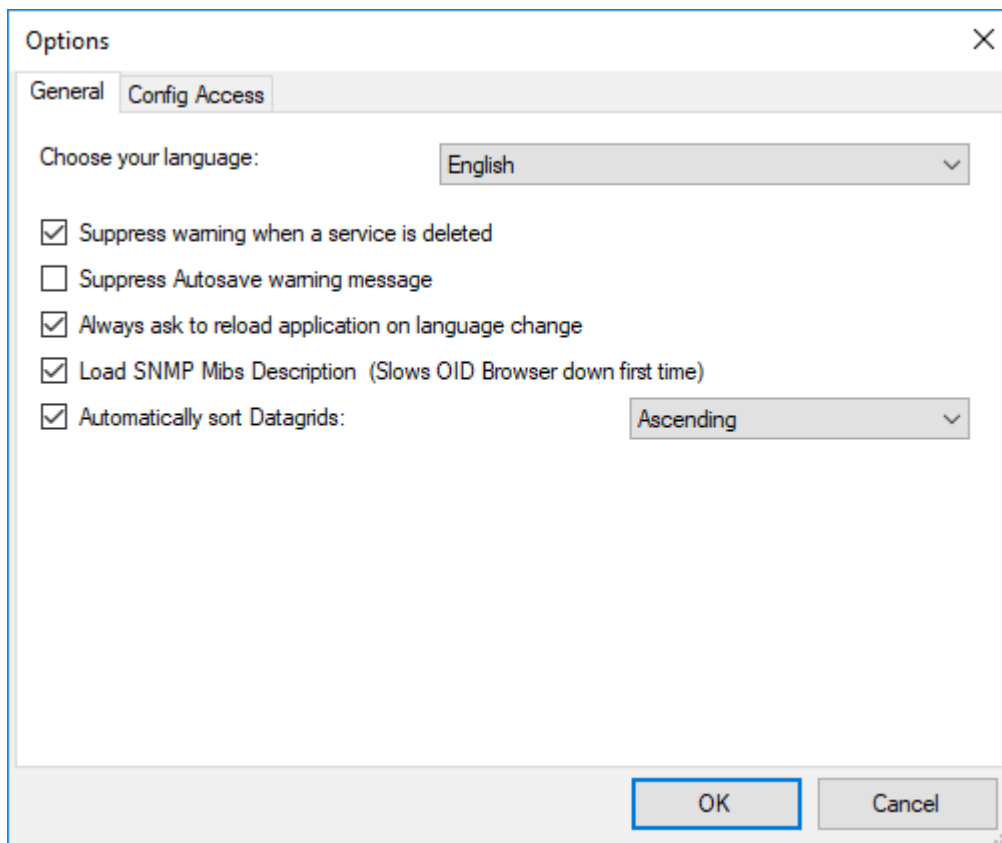 Options
General Config Access
Choose your language: English
Suppress warning when a service is deleted
Suppress Autosave warning message
Always ask to reload application on language change
Load SNMP Mibs Description (Slows OID Browser down first time)
Automatically sort Datagrids: Ascending
OK Cancel